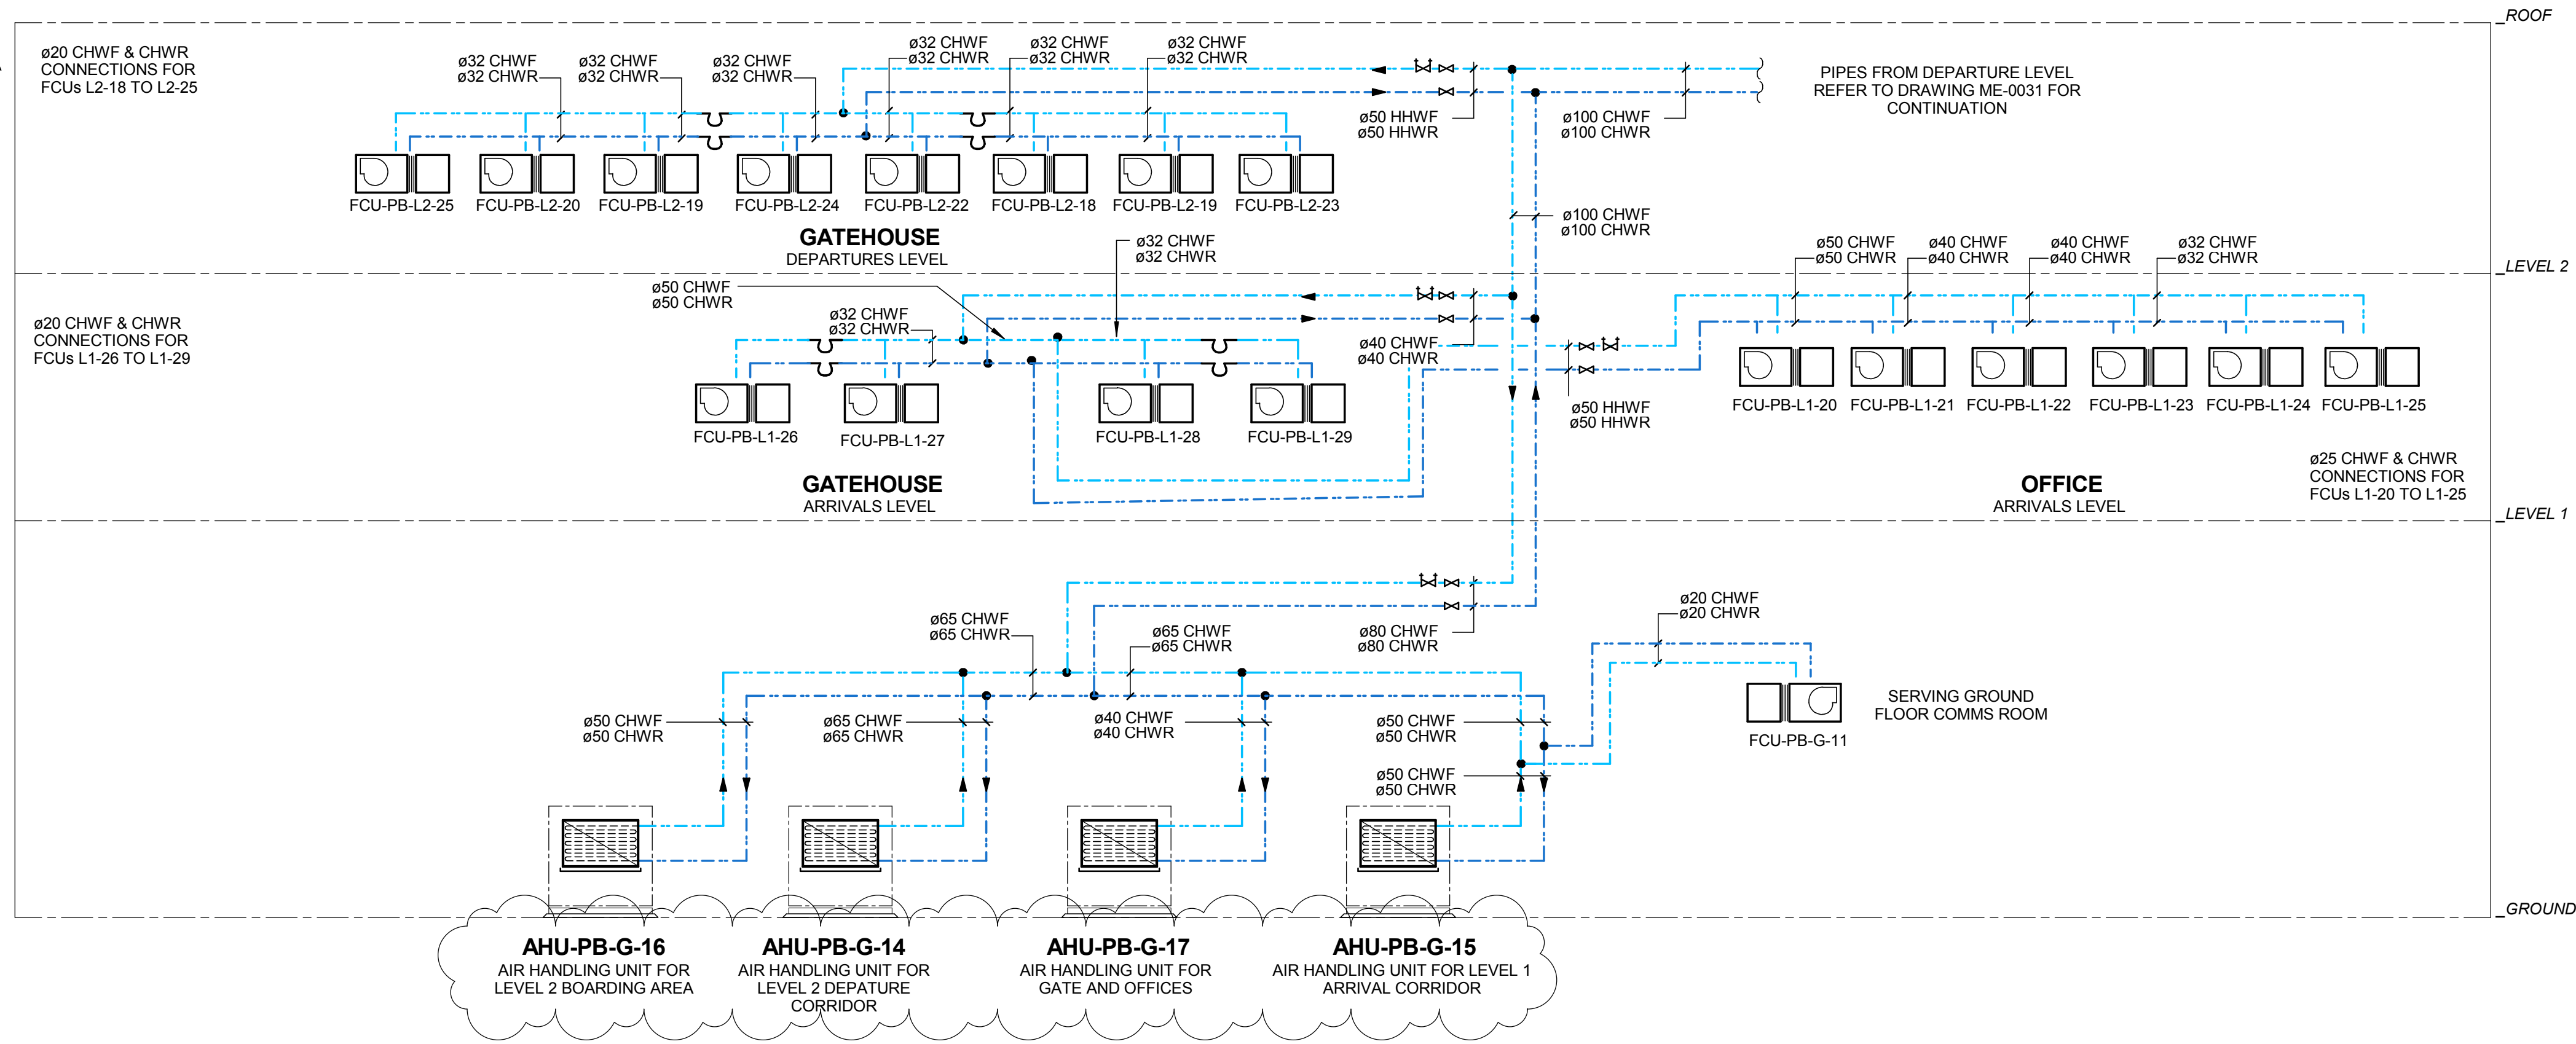 _ROOF
ø20 CHWF & CHWR
CONNECTIONS FOR
FCUs L2-18 TO L2-25
ø32 CHWF
ø32 CHWR
ø32 CHWF
ø32 CHWR
ø32 CHWF
ø32 CHWR
ø32 CHWF
ø32 CHWR
ø32 CHWF
ø32 CHWR
ø32 CHWF
ø32 CHWR
PIPES FROM DEPARTURE LEVEL
REFER TO DRAWING ME-0031 FOR
CONTINUATION
ø50 HHWF
ø50 HHWR
ø100 CHWF
ø100 CHWR
FCU-PB-L2-25
FCU-PB-L2-20
FCU-PB-L2-19
FCU-PB-L2-24
FCU-PB-L2-22
FCU-PB-L2-18
FCU-PB-L2-19
FCU-PB-L2-23
GATEHOUSE
DEPARTURES LEVEL
ø100 CHWF
ø100 CHWR
_LEVEL 2
ø32 CHWF
ø32 CHWR
ø50 CHWF
ø50 CHWR
ø40 CHWF
ø40 CHWR
ø40 CHWF
ø40 CHWR
ø32 CHWF
ø32 CHWR
ø50 CHWF
ø50 CHWR
ø20 CHWF & CHWR
CONNECTIONS FOR
FCUs L1-26 TO L1-29
ø32 CHWF
ø32 CHWR
ø40 CHWF
ø40 CHWR
ø50 HHWF
ø50 HHWR
FCU-PB-L1-20
FCU-PB-L1-21
FCU-PB-L1-22
FCU-PB-L1-23
FCU-PB-L1-24
FCU-PB-L1-25
FCU-PB-L1-26
FCU-PB-L1-27
FCU-PB-L1-28
FCU-PB-L1-29
GATEHOUSE
ARRIVALS LEVEL
OFFICE
ARRIVALS LEVEL
ø25 CHWF & CHWR
CONNECTIONS FOR
FCUs L1-20 TO L1-25
_LEVEL 1
ø65 CHWF
ø65 CHWR
ø65 CHWF
ø65 CHWR
ø80 CHWF
ø80 CHWR
ø20 CHWF
ø20 CHWR
ø50 CHWF
ø50 CHWR
ø65 CHWF
ø65 CHWR
ø40 CHWF
ø40 CHWR
ø50 CHWF
ø50 CHWR
ø50 CHWF
ø50 CHWR
FCU-PB-G-11
SERVING GROUND
FLOOR COMMS ROOM
_GROUND
AHU-PB-G-16
AIR HANDLING UNIT FOR
LEVEL 2 BOARDING AREA
AHU-PB-G-14
AIR HANDLING UNIT FOR
LEVEL 2 DEPATURE
CORRIDOR
AHU-PB-G-17
AIR HANDLING UNIT FOR
GATE AND OFFICES
AHU-PB-G-15
AIR HANDLING UNIT FOR LEVEL 1
ARRIVAL CORRIDOR